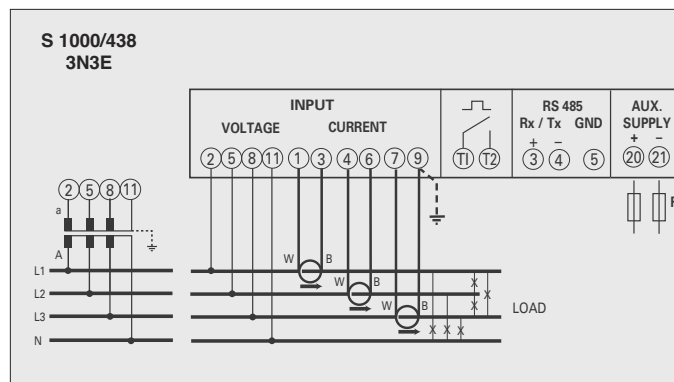 S 1000/438
3N3E
INPUT
VOLTAGE CURRENT
2 5 8 11 1 3 4 6 7 9
T1 T2
RS 485
Rx / Tx GND
+ –
3 4 5
AUX.
SUPPLY
+ –
20 21
F
2 5 8 11
a
A
W B
W B
W B
L1
L2
L3
N
LOAD